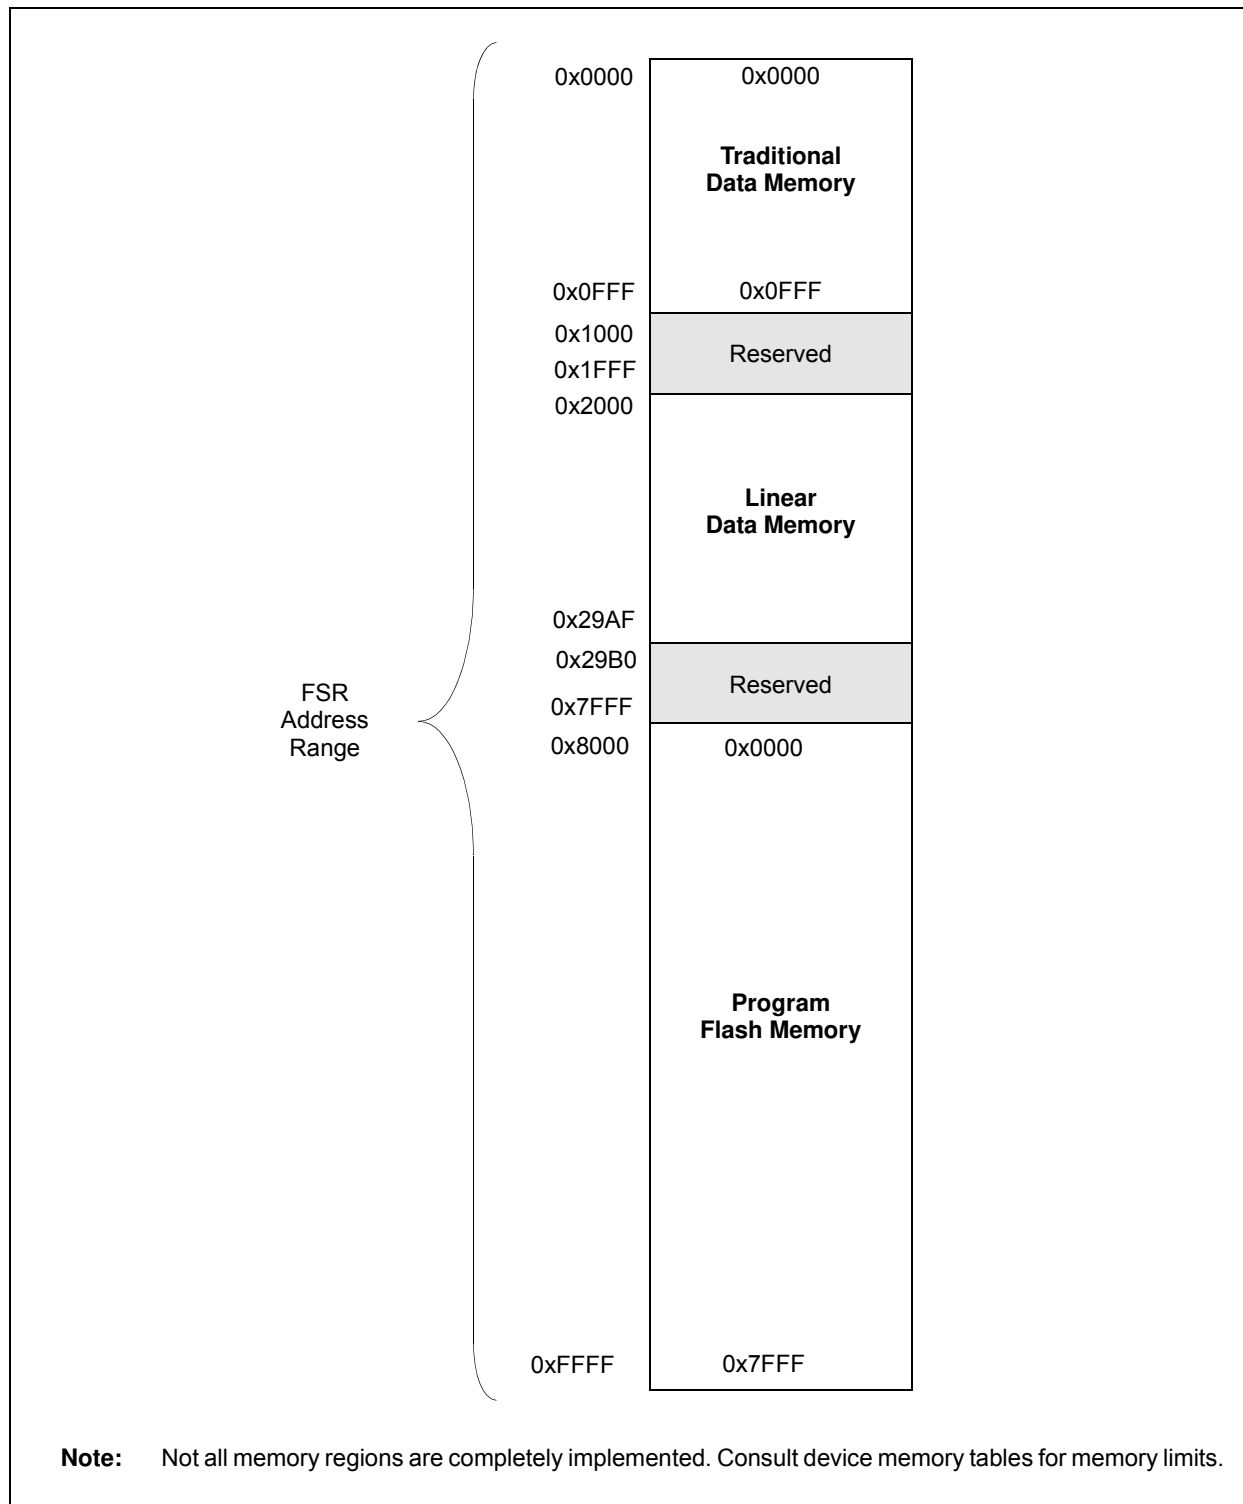 0x0000 0x0000
Traditional
Data Memory
0x0FFF 0x0FFF
0x1000
Reserved
0x1FFF
0x2000
Linear
Data Memory
0x29AF
0x29B0
Reserved
0x7FFF
FSR
Address
Range
0x8000 0x0000
Program
Flash Memory
0xFFFF 0x7FFF
Note: Not all memory regions are completely implemented. Consult device memory tables for memory limits.